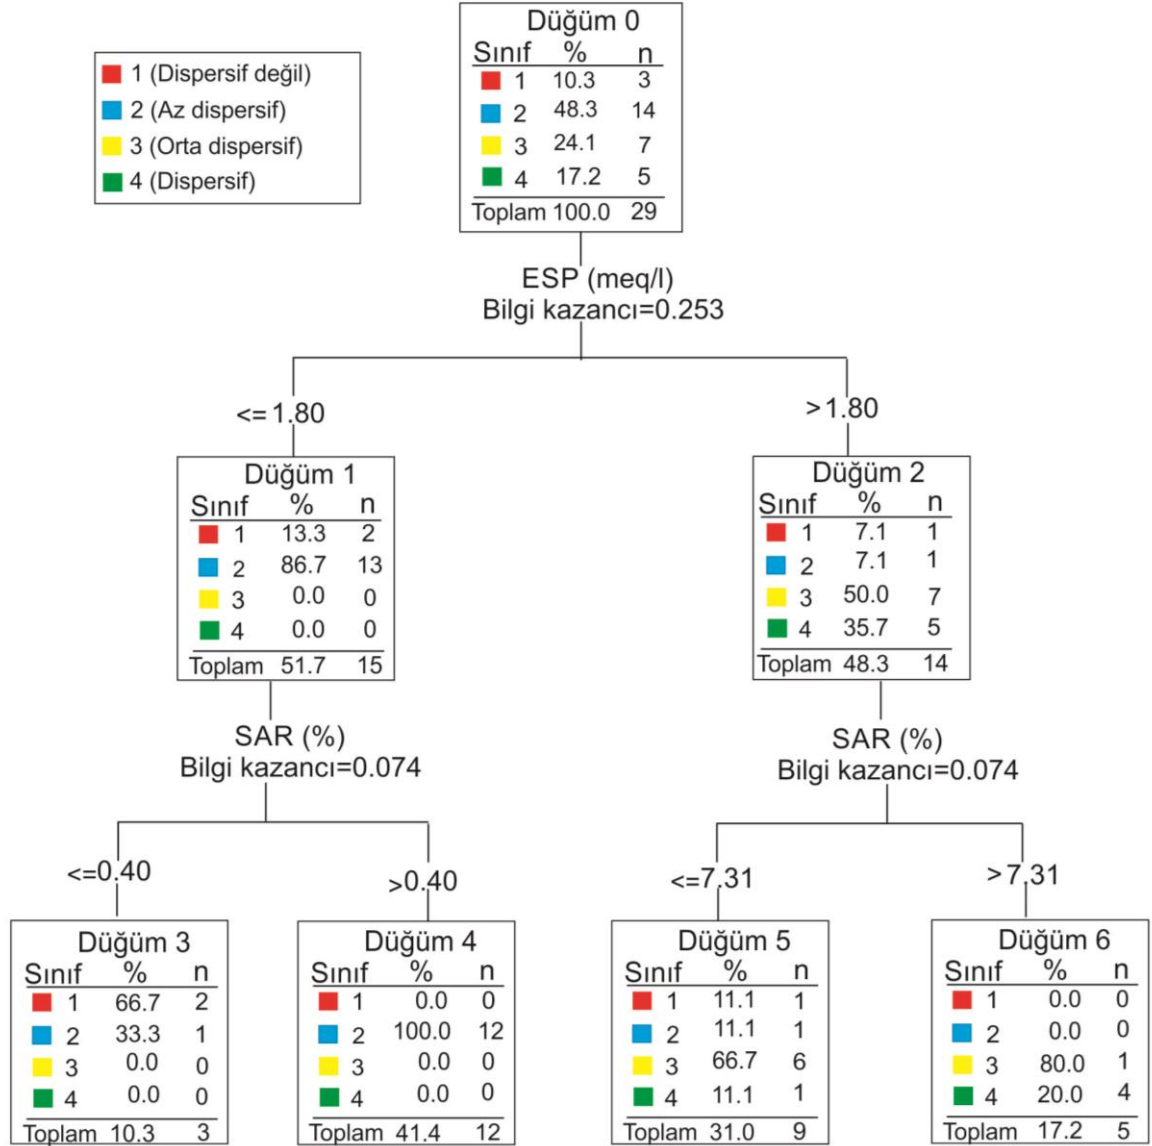 Düğüm 0
Sınıf % n
1 10.3 3
2 48.3 14
3 24.1 7
4 17.2 5
Toplam 100.0 29
1 (Dispersif değil)
2 (Az dispersif)
3 (Orta dispersif)
4 (Dispersif)
ESP (meq/l)
Bilgi kazancı=0.253
<=1.80
>1.80
Düğüm 1
Sınıf % n
1 13.3 2
2 86.7 13
3 0.0 0
4 0.0 0
Toplam 51.7 15
Düğüm 2
Sınıf % n
1 7.1 1
2 7.1 1
3 50.0 7
4 35.7 5
Toplam 48.3 14
SAR (%)
Bilgi kazancı=0.074
SAR (%)
Bilgi kazancı=0.074
<=0.40
>0.40
<=7.31
>7.31
Düğüm 3
Sınıf % n
1 66.7 2
2 33.3 1
3 0.0 0
4 0.0 0
Toplam 10.3 3
Düğüm 4
Sınıf % n
1 0.0 0
2 100.0 12
3 0.0 0
4 0.0 0
Toplam 41.4 12
Düğüm 5
Sınıf % n
1 11.1 1
2 11.1 1
3 66.7 6
4 11.1 1
Toplam 31.0 9
Düğüm 6
Sınıf % n
1 0.0 0
2 0.0 0
3 80.0 1
4 20.0 4
Toplam 17.2 5